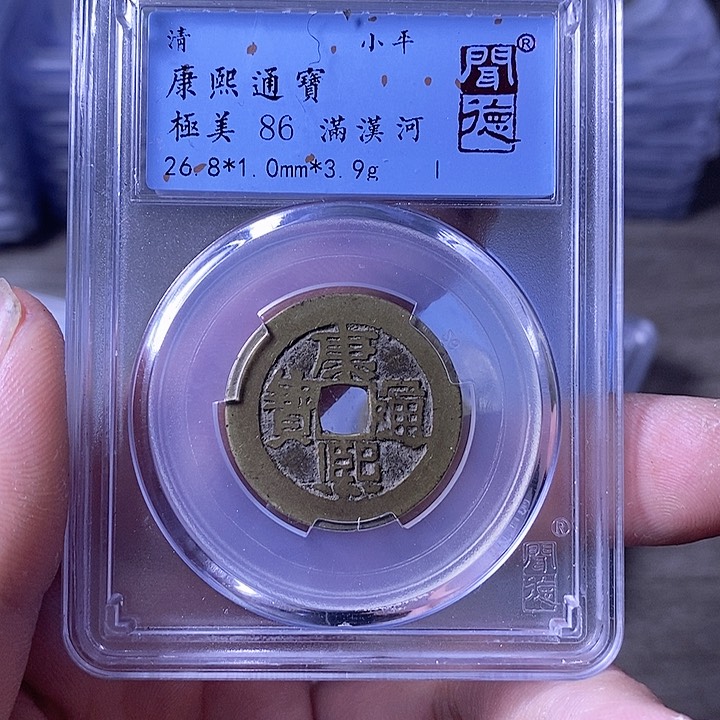 清 小平
康熙通寶
極美 86 滿漢河
26.8*1.0mm*3.9g
聞德®
康熙通寶
聞德®